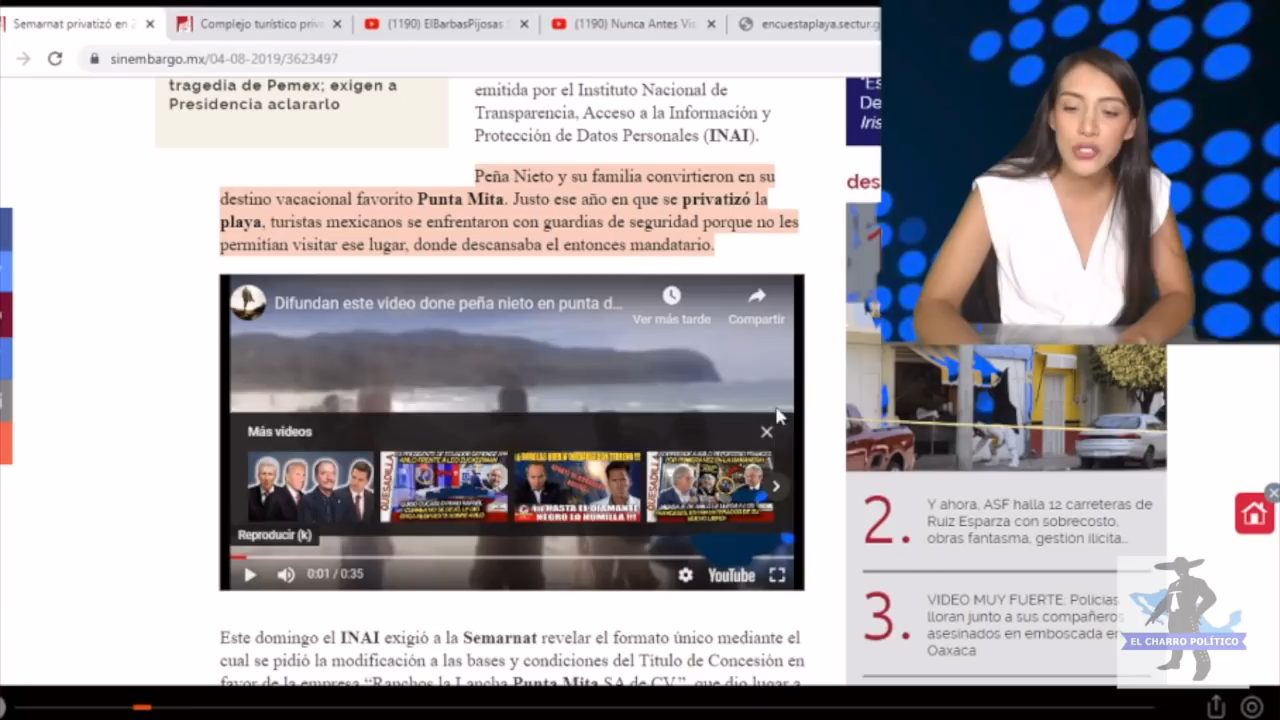 Semarnat privatizó en 2
Complejo turístico priv
(1190) ElBarbasPijosas
(1190) Nunca Antes Vis
encuestaplaya.sectur.g
sinembargo.mx/04-08-2019/3623497
tragedia de Pemex; exigen a
Presidencia aclararlo
emitida por el Instituto Nacional de
Transparencia, Acceso a la Información y
Protección de Datos Personales (INAI).
Peña Nieto y su familia convirtieron en su
destino vacacional favorito Punta Mita. Justo ese año en que se privatizó la
playa, turistas mexicanos se enfrentaron con guardias de seguridad porque no les
permitían visitar ese lugar, donde descansaba el entonces mandatario.
Difundan este video done peña nieto en punta d...
Ver más tarde
Compartir
Más videos
QUESADILLA
QUESADILLA
Reproducir (k)
0:01 / 0:35
YouTube
Este domingo el INAI exigió a la Semarnat revelar el formato único mediante el
cual se pidió la modificación a las bases y condiciones del Título de Concesión en
favor de la empresa "Ranchos la Lancha Punta Mita SA de CV.", que dio lugar a
"Es
De
Iris
des
2.
Y ahora, ASF halla 12 carreteras de
Ruiz Esparza con sobrecosto,
obras fantasma, gestión ilícita...
3.
VIDEO MUY FUERTE: Policías
lloran junto a sus compañeros
asesinados en emboscada en
Oaxaca
EL CHARRO POLÍTICO